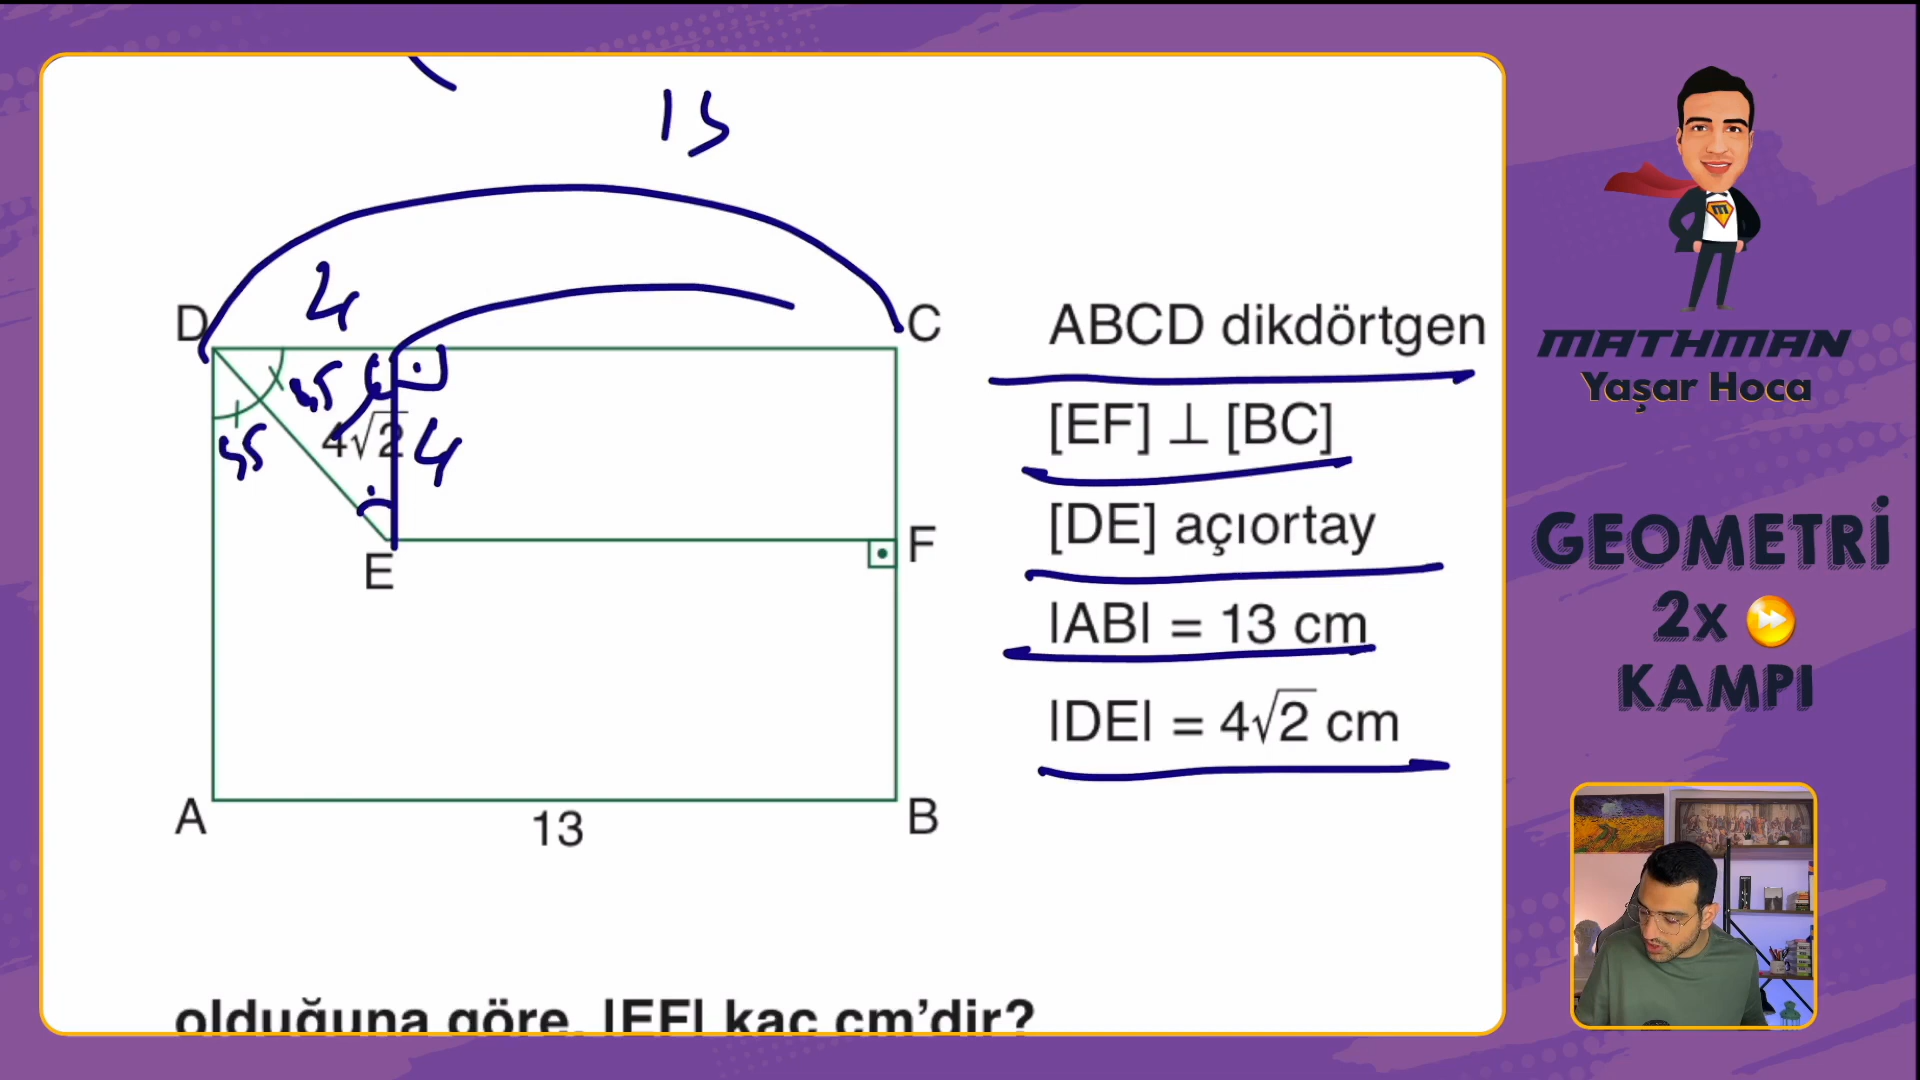 13
4
D
C
45
45
4√2
4
E
F
A
B
13
ABCD dikdörtgen
[EF] ⊥ [BC]
[DE] açıortay
|AB| = 13 cm
|DE| = 4√2 cm
olduğuna göre, |EF| kaç cm'dir?
m
MATHMAN
Yaşar Hoca
GEOMETRİ
2x
KAMPI